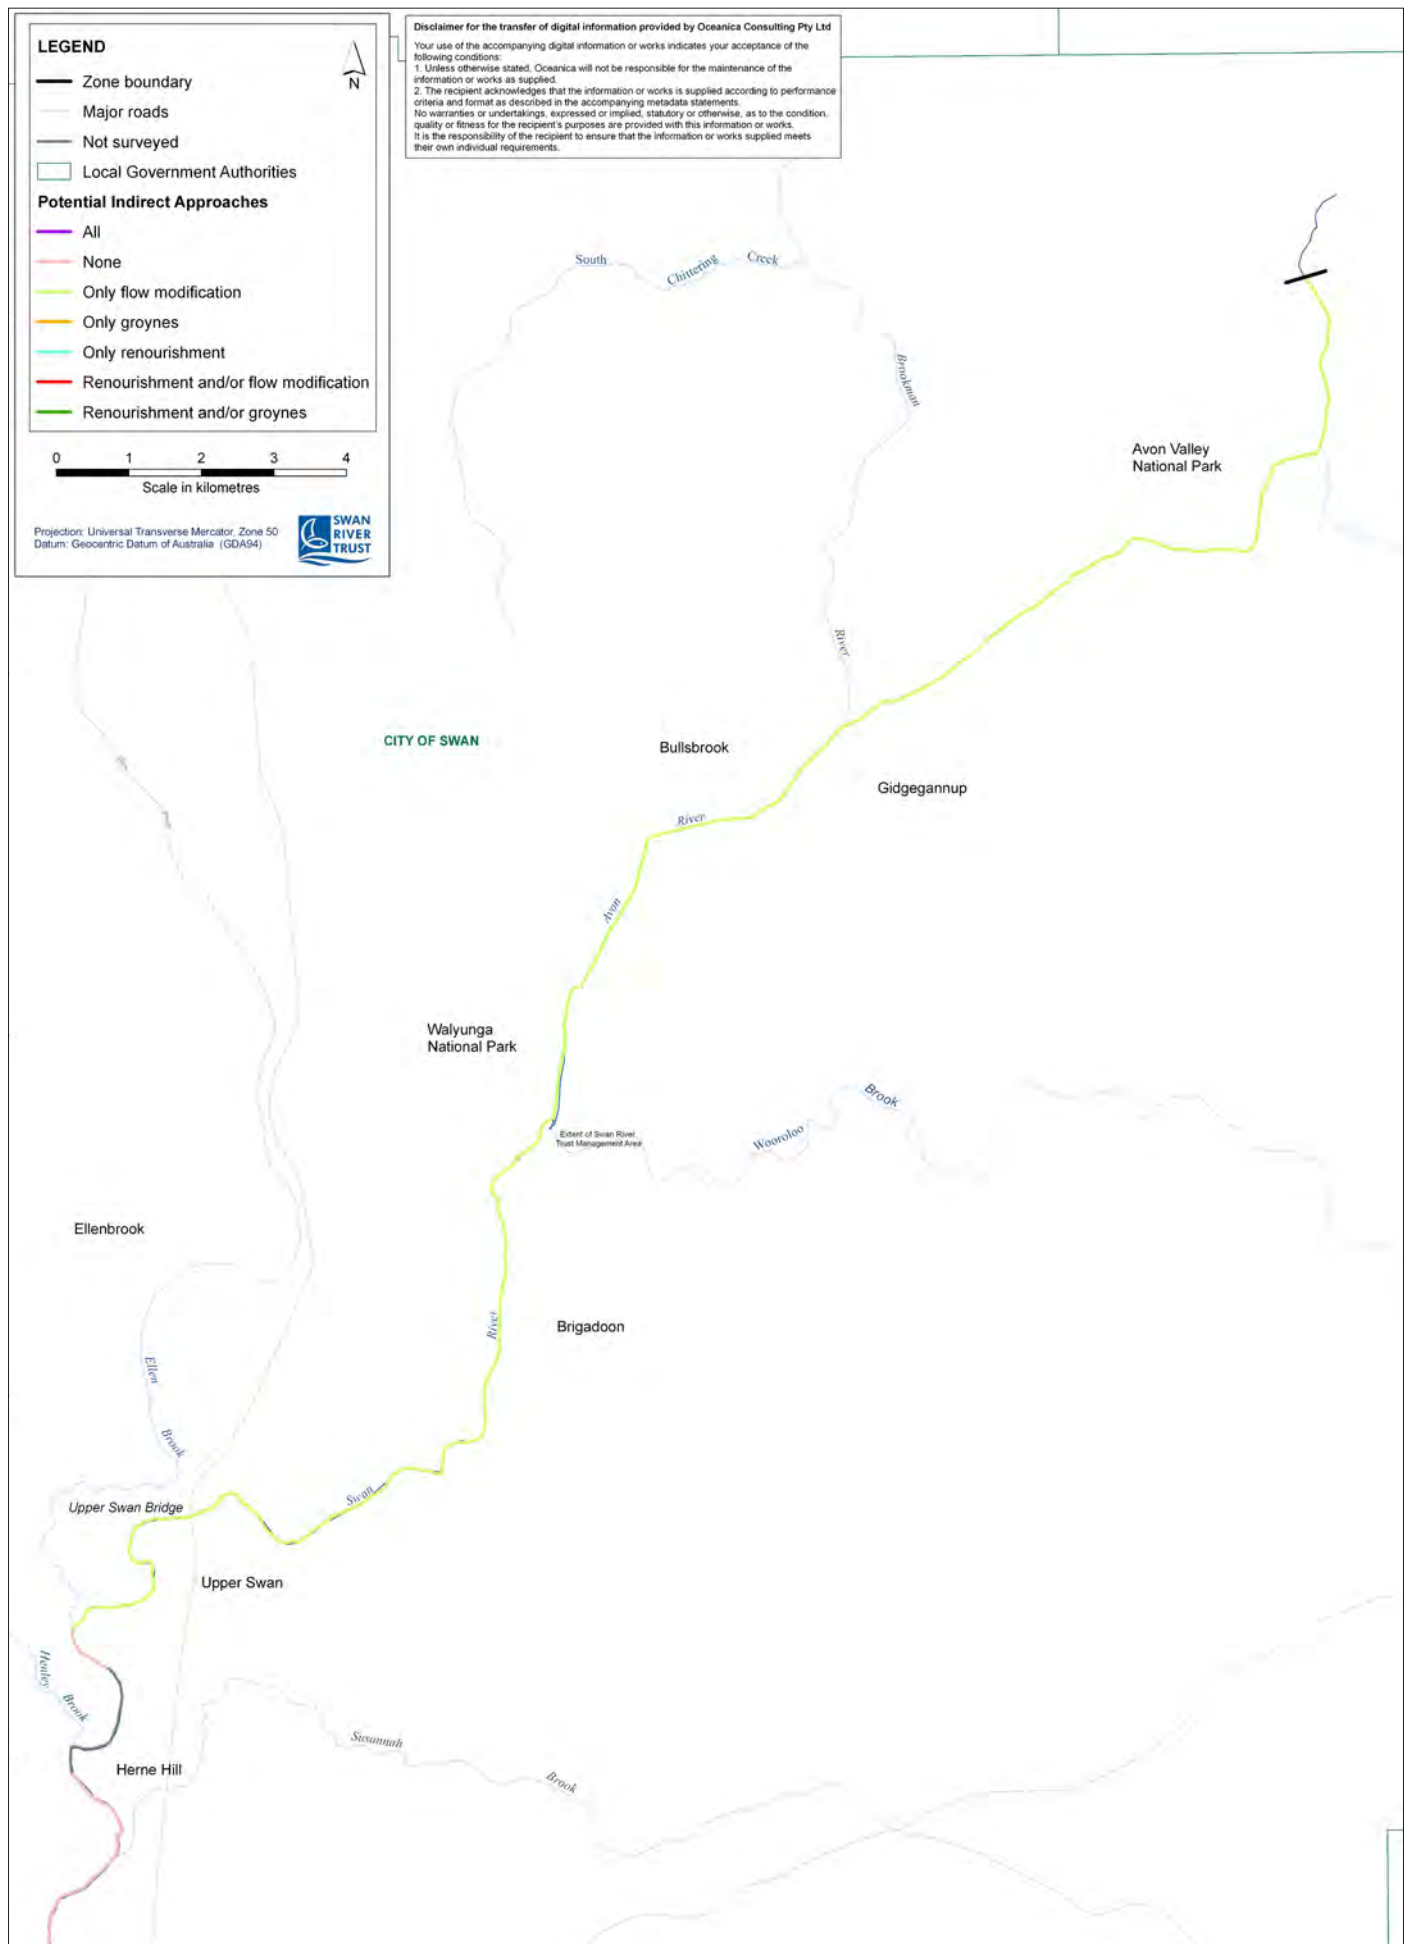 LEGEND
N
Zone boundary
Major roads
Not surveyed
Local Government Authorities
Potential Indirect Approaches
All
None
Only flow modification
Only groynes
Only renourishment
Renourishment and/or flow modification
Renourishment and/or groynes
0 1 2 3 4
Scale in kilometres
Projection: Universal Transverse Mercator, Zone 50
Datum: Geocentric Datum of Australia (GDA94)
SWAN
RIVER
TRUST
Disclaimer for the transfer of digital information provided by Oceanica Consulting Pty Ltd
Your use of the accompanying digital information or works indicates your acceptance of the
following conditions:
1. Unless otherwise stated, Oceanica will not be responsible for the maintenance of the
information or works as supplied.
2. The recipient acknowledges that the information or works is supplied according to performance
criteria and format as described in the accompanying metadata statements.
No warranties or undertakings, expressed or implied, statutory or otherwise, as to the condition,
quality or fitness for the recipient's purposes are provided with this information or works.
It is the responsibility of the recipient to ensure that the information or works supplied meets
their own individual requirements.
South Chittering Creek
Brookman
River
Avon Valley
National Park
CITY OF SWAN
Bullsbrook
Gidgegannup
River
Avon
Walyunga
National Park
Extent of Swan River
Trust Management Area
Wooroloo Brook
Ellenbrook
River
Brigadoon
Ellen
Brook
Swan
Upper Swan Bridge
Upper Swan
Henley
Brook
Susannah
Brook
Herne Hill